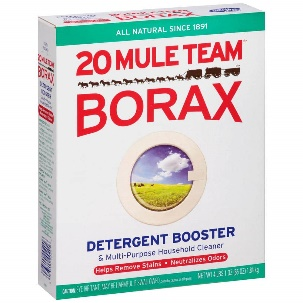 ALL NATURAL SINCE 1891
20 MULE TEAM
BORAX
DETERGENT BOOSTER
& Multi-Purpose Household Cleaner
Helps Remove Stains • Neutralizes Odors